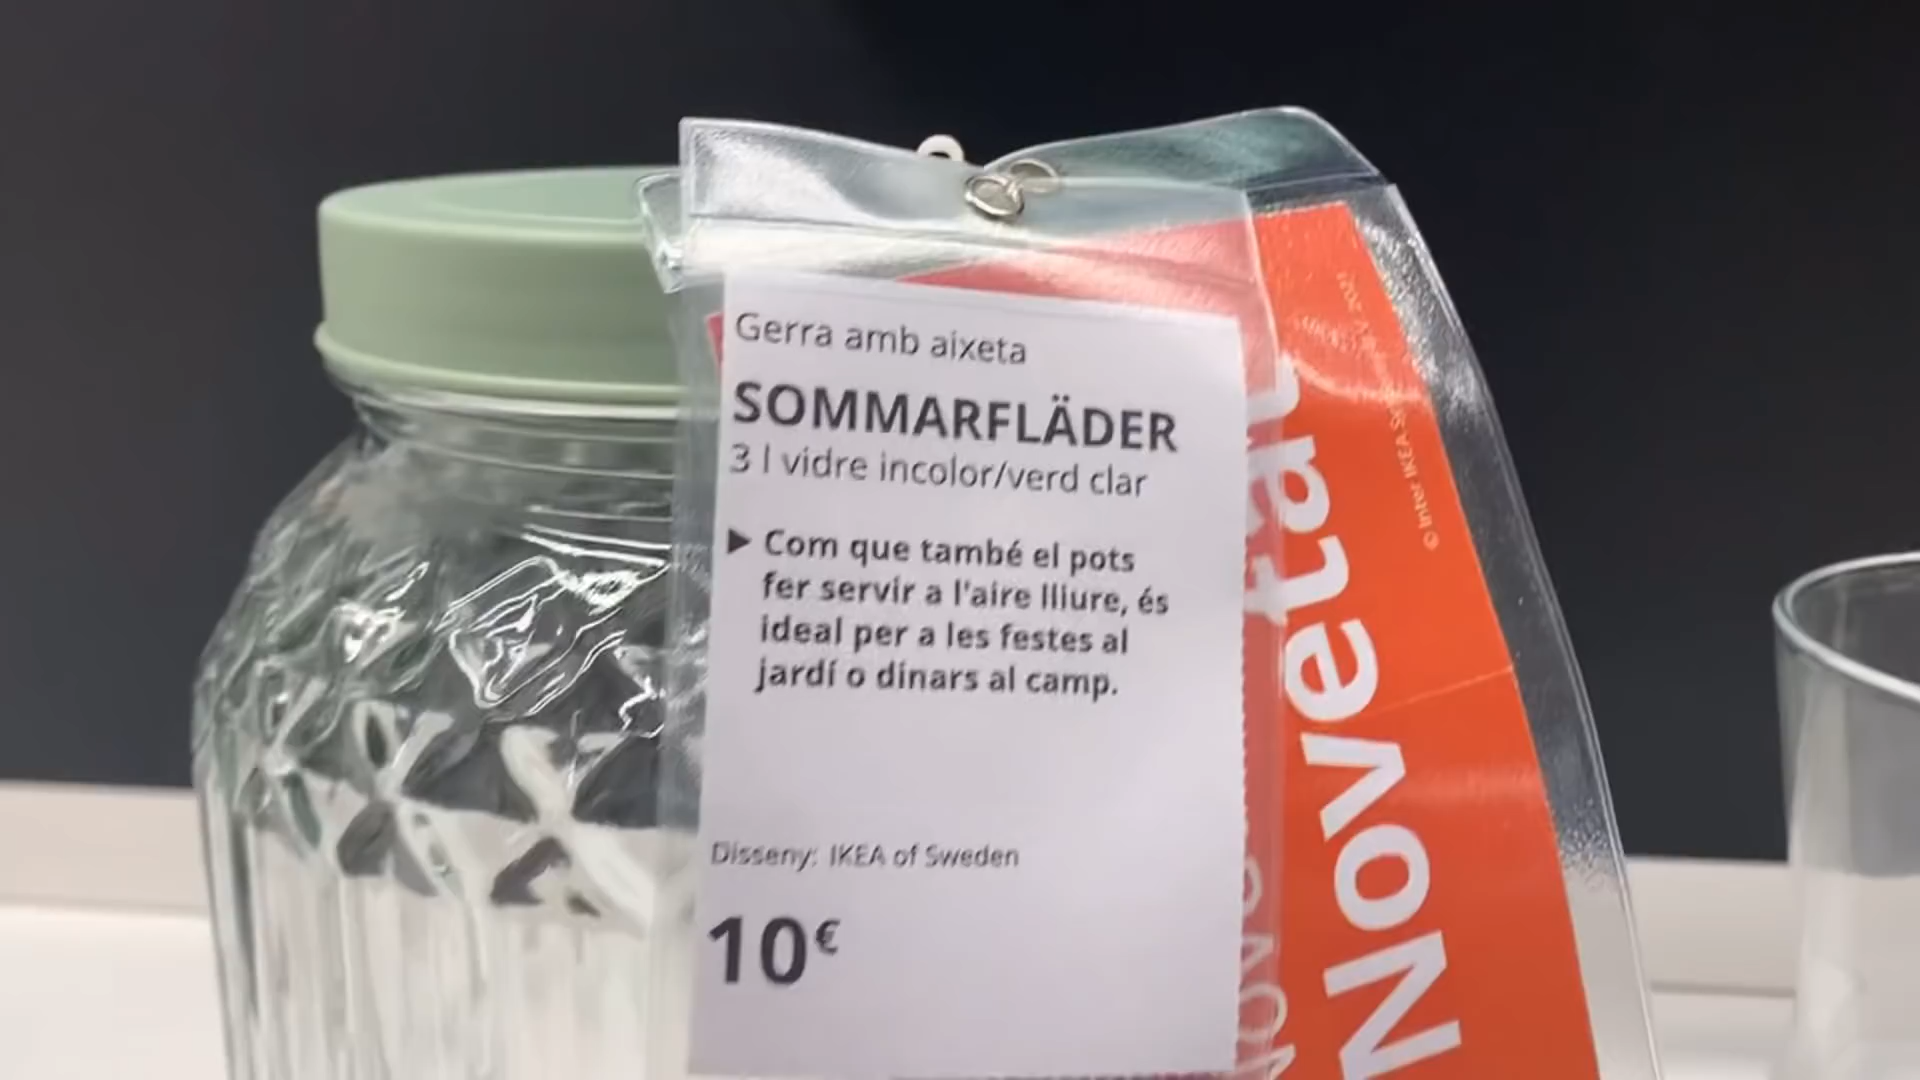 Gerra amb aixeta
SOMMARFLÄDER
3 l vidre incolor/verd clar
► Com que també el pots
fer servir a l'aire lliure, és
ideal per a les festes al
jardí o dinars al camp.
Disseny: IKEA of Sweden
10€
Novetat
© Inter IKEA